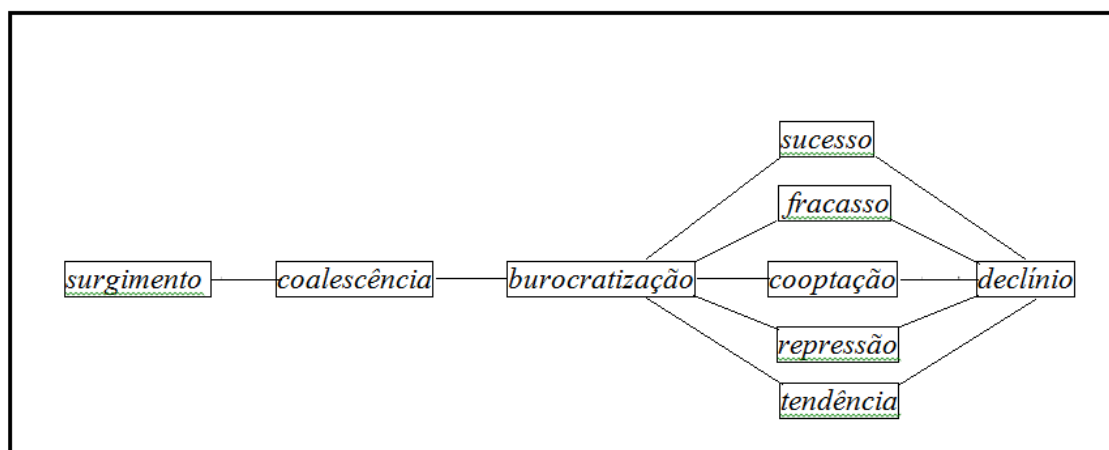 surgimento
coalescência
burocratização
sucesso
fracasso
cooptação
repressão
tendência
declínio